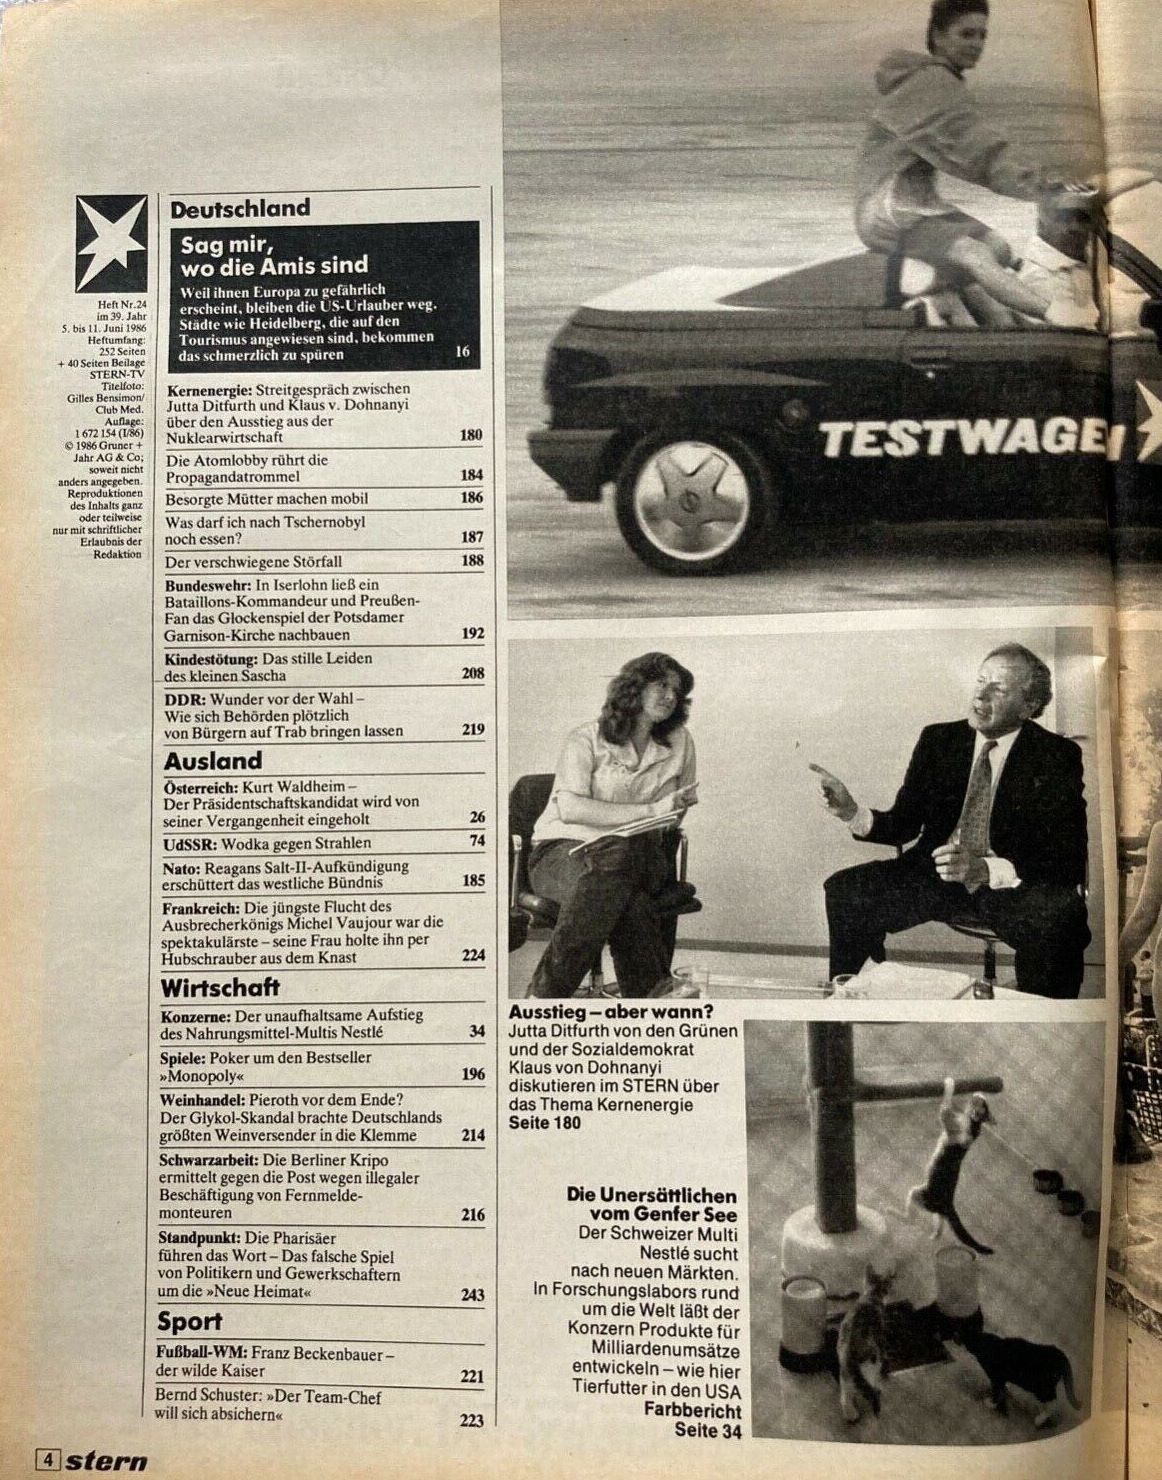 Heft Nr.24
im 39. Jahr
5. bis 11. Juni 1986
Heftumfang:
252 Seiten
+ 40 Seiten Beilage
STERN-TV
Titelfoto:
Gilles Bensimon/
Club Med.
Auflage:
1 672 154 (I/86)
© 1986 Gruner +
Jahr AG & Co;
soweit nicht
anders angegeben.
Reproduktionen
des Inhalts ganz
oder teilweise
nur mit schriftlicher
Erlaubnis der
Redaktion
Deutschland
Sag mir,
wo die Amis sind
Weil ihnen Europa zu gefährlich
erscheint, bleiben die US-Urlauber weg.
Städte wie Heidelberg, die auf den
Tourismus angewiesen sind, bekommen
das schmerzlich zu spüren 16
Kernenergie: Streitgespräch zwischen
Jutta Ditfurth und Klaus v. Dohnanyi
über den Ausstieg aus der
Nuklearwirtschaft 180
Die Atomlobby rührt die
Propagandatrommel 184
Besorgte Mütter machen mobil 186
Was darf ich nach Tschernobyl
noch essen? 187
Der verschwiegene Störfall 188
Bundeswehr: In Iserlohn ließ ein
Bataillons-Kommandeur und Preußen-
Fan das Glockenspiel der Potsdamer
Garnison-Kirche nachbauen 192
Kindestötung: Das stille Leiden
des kleinen Sascha 208
DDR: Wunder vor der Wahl –
Wie sich Behörden plötzlich
von Bürgern auf Trab bringen lassen 219
Ausland
Österreich: Kurt Waldheim –
Der Präsidentschaftskandidat wird von
seiner Vergangenheit eingeholt 26
UdSSR: Wodka gegen Strahlen 74
Nato: Reagans Salt-II-Aufkündigung
erschüttert das westliche Bündnis 185
Frankreich: Die jüngste Flucht des
Ausbrecherkönigs Michel Vaujour war die
spektakulärste – seine Frau holte ihn per
Hubschrauber aus dem Knast 224
Wirtschaft
Konzerne: Der unaufhaltsame Aufstieg
des Nahrungsmittel-Multis Nestlé 34
Spiele: Poker um den Bestseller
»Monopoly« 196
Weinhandel: Pieroth vor dem Ende?
Der Glykol-Skandal brachte Deutschlands
größten Weinversender in die Klemme 214
Schwarzarbeit: Die Berliner Kripo
ermittelt gegen die Post wegen illegaler
Beschäftigung von Fernmelde-
monteuren 216
Standpunkt: Die Pharisäer
führen das Wort – Das falsche Spiel
von Politikern und Gewerkschaftern
um die »Neue Heimat« 243
Sport
Fußball-WM: Franz Beckenbauer –
der wilde Kaiser 221
Bernd Schuster: »Der Team-Chef
will sich absichern« 223
4 stern
TESTWAGEN
Ausstieg – aber wann?
Jutta Ditfurth von den Grünen
und der Sozialdemokrat
Klaus von Dohnanyi
diskutieren im STERN über
das Thema Kernenergie
Seite 180
Die Unersättlichen
vom Genfer See
Der Schweizer Multi
Nestlé sucht
nach neuen Märkten.
In Forschungslabors rund
um die Welt läßt der
Konzern Produkte für
Milliardenumsätze
entwickeln – wie hier
Tierfutter in den USA
Farbbericht
Seite 34